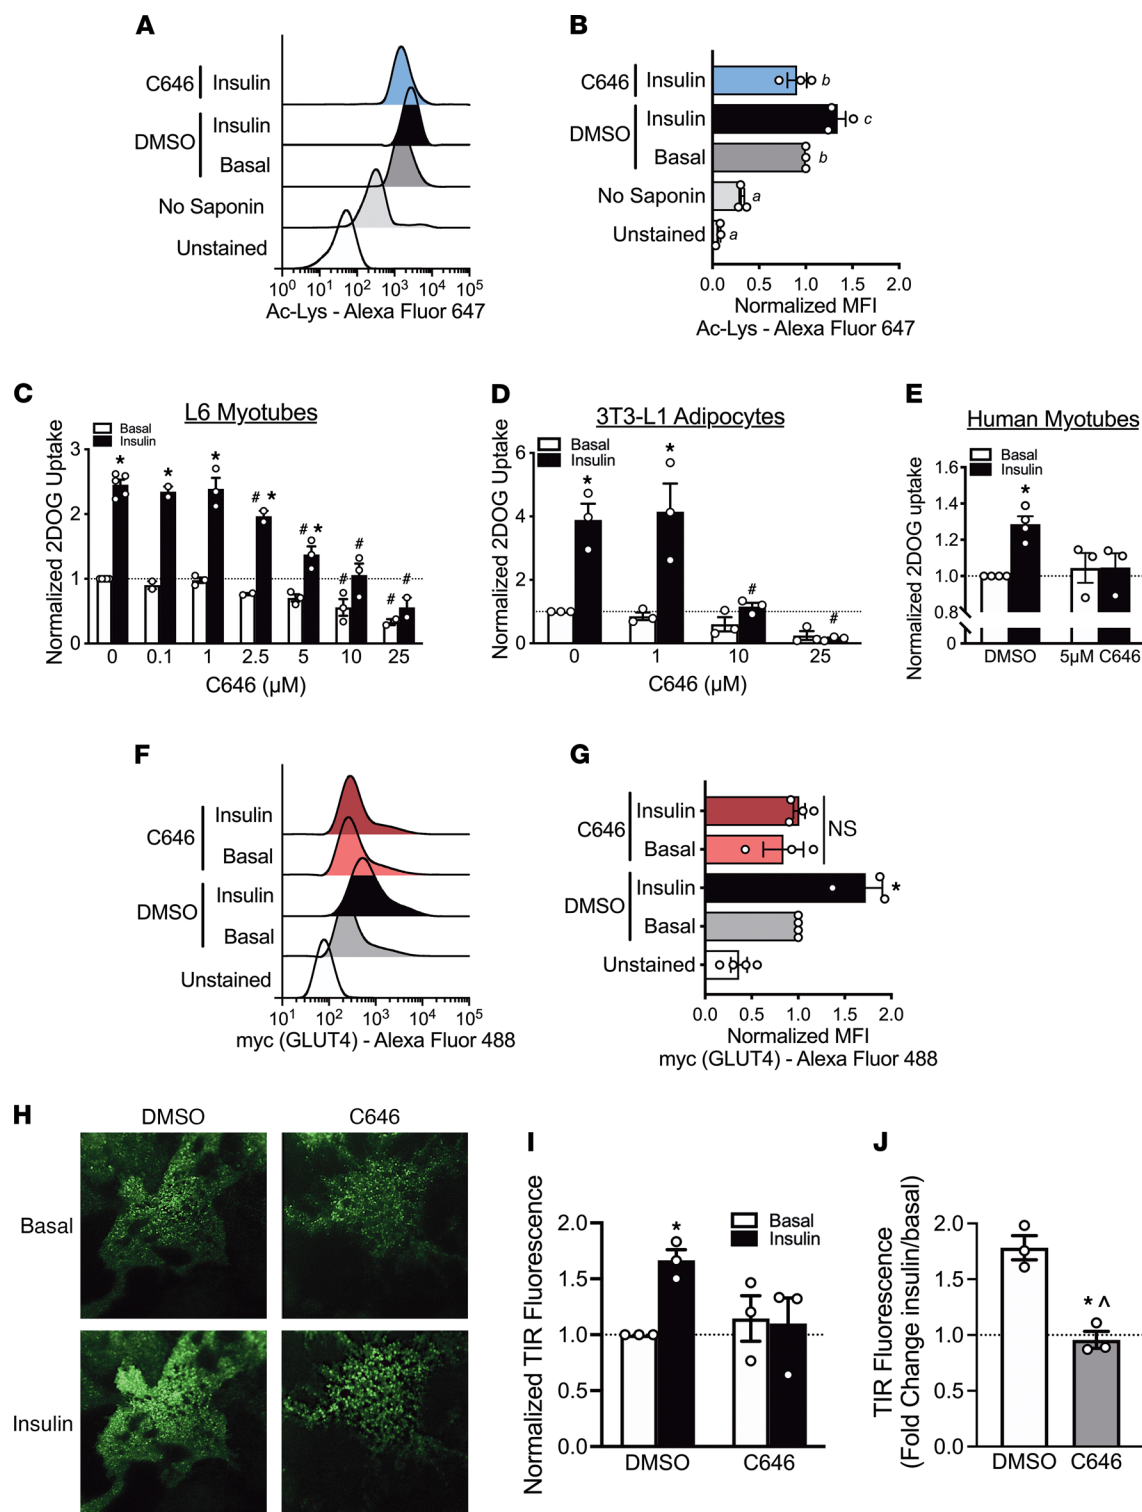 A
C646
Insulin
DMSO
Insulin
Basal
No Saponin
Unstained
10⁰ 10¹ 10² 10³ 10⁴ 10⁵
Ac-Lys - Alexa Fluor 647
B
C646
Insulin
b
DMSO
Insulin
c
Basal
b
No Saponin
a
Unstained
a
0.0 0.5 1.0 1.5 2.0
Normalized MFI
Ac-Lys - Alexa Fluor 647
C
L6 Myotubes
Basal
Insulin
Normalized 2DOG Uptake
3
2
1
0
* * * # * # * # # # #
0 0.1 1 2.5 5 10 25
C646 (μM)
D
3T3-L1 Adipocytes
Basal
Insulin
Normalized 2DOG Uptake
6
4
2
0
* * # #
0 1 10 25
C646 (μM)
E
Human Myotubes
Basal
Insulin
Normalized 2DOG uptake
1.6
1.4
1.2
1.0
0.8
0
*
DMSO 5μM C646
F
C646
Insulin
Basal
DMSO
Insulin
Basal
Unstained
10¹ 10² 10³ 10⁴ 10⁵
myc (GLUT4) - Alexa Fluor 488
G
C646
Insulin
Basal
NS
DMSO
Insulin
*
Basal
Unstained
0.0 0.5 1.0 1.5 2.0
Normalized MFI
myc (GLUT4) - Alexa Fluor 488
H
DMSO C646
Basal
Insulin
I
Normalized TIR Fluorescence
2.0
1.5
1.0
0.5
0.0
Basal
Insulin
*
DMSO C646
J
TIR Fluorescence
(Fold Change insulin/basal)
2.0
1.5
1.0
0.5
0.0
* ^
DMSO C646